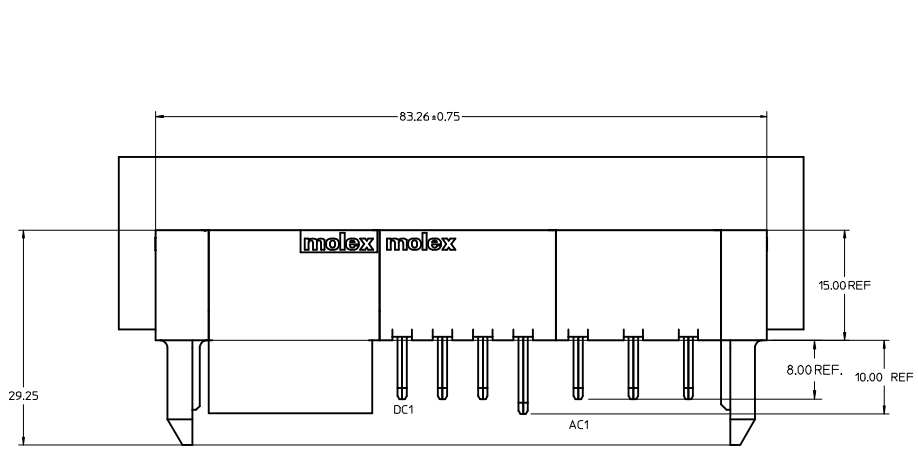 83.26±0.75
molex molex
15.00 REF
8.00 REF.
10.00 REF
29.25
DC1
AC1